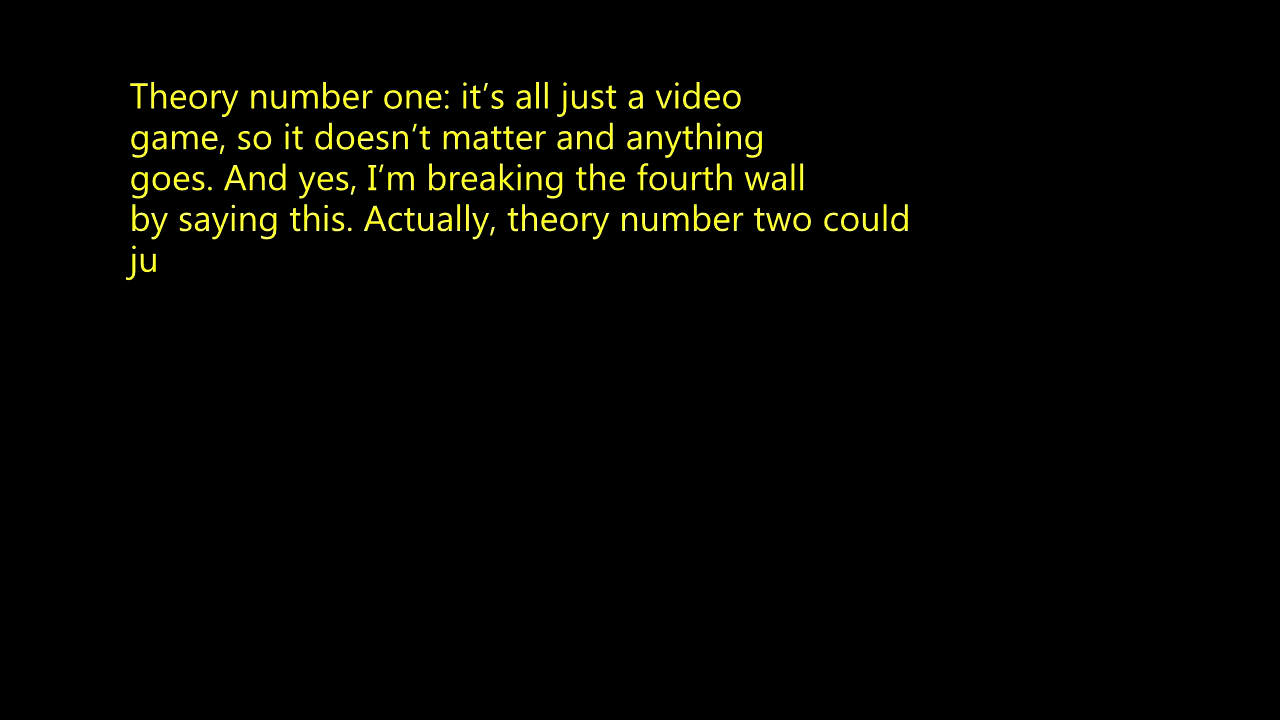 Theory number one: it’s all just a video
game, so it doesn’t matter and anything
goes. And yes, I’m breaking the fourth wall
by saying this. Actually, theory number two could
ju